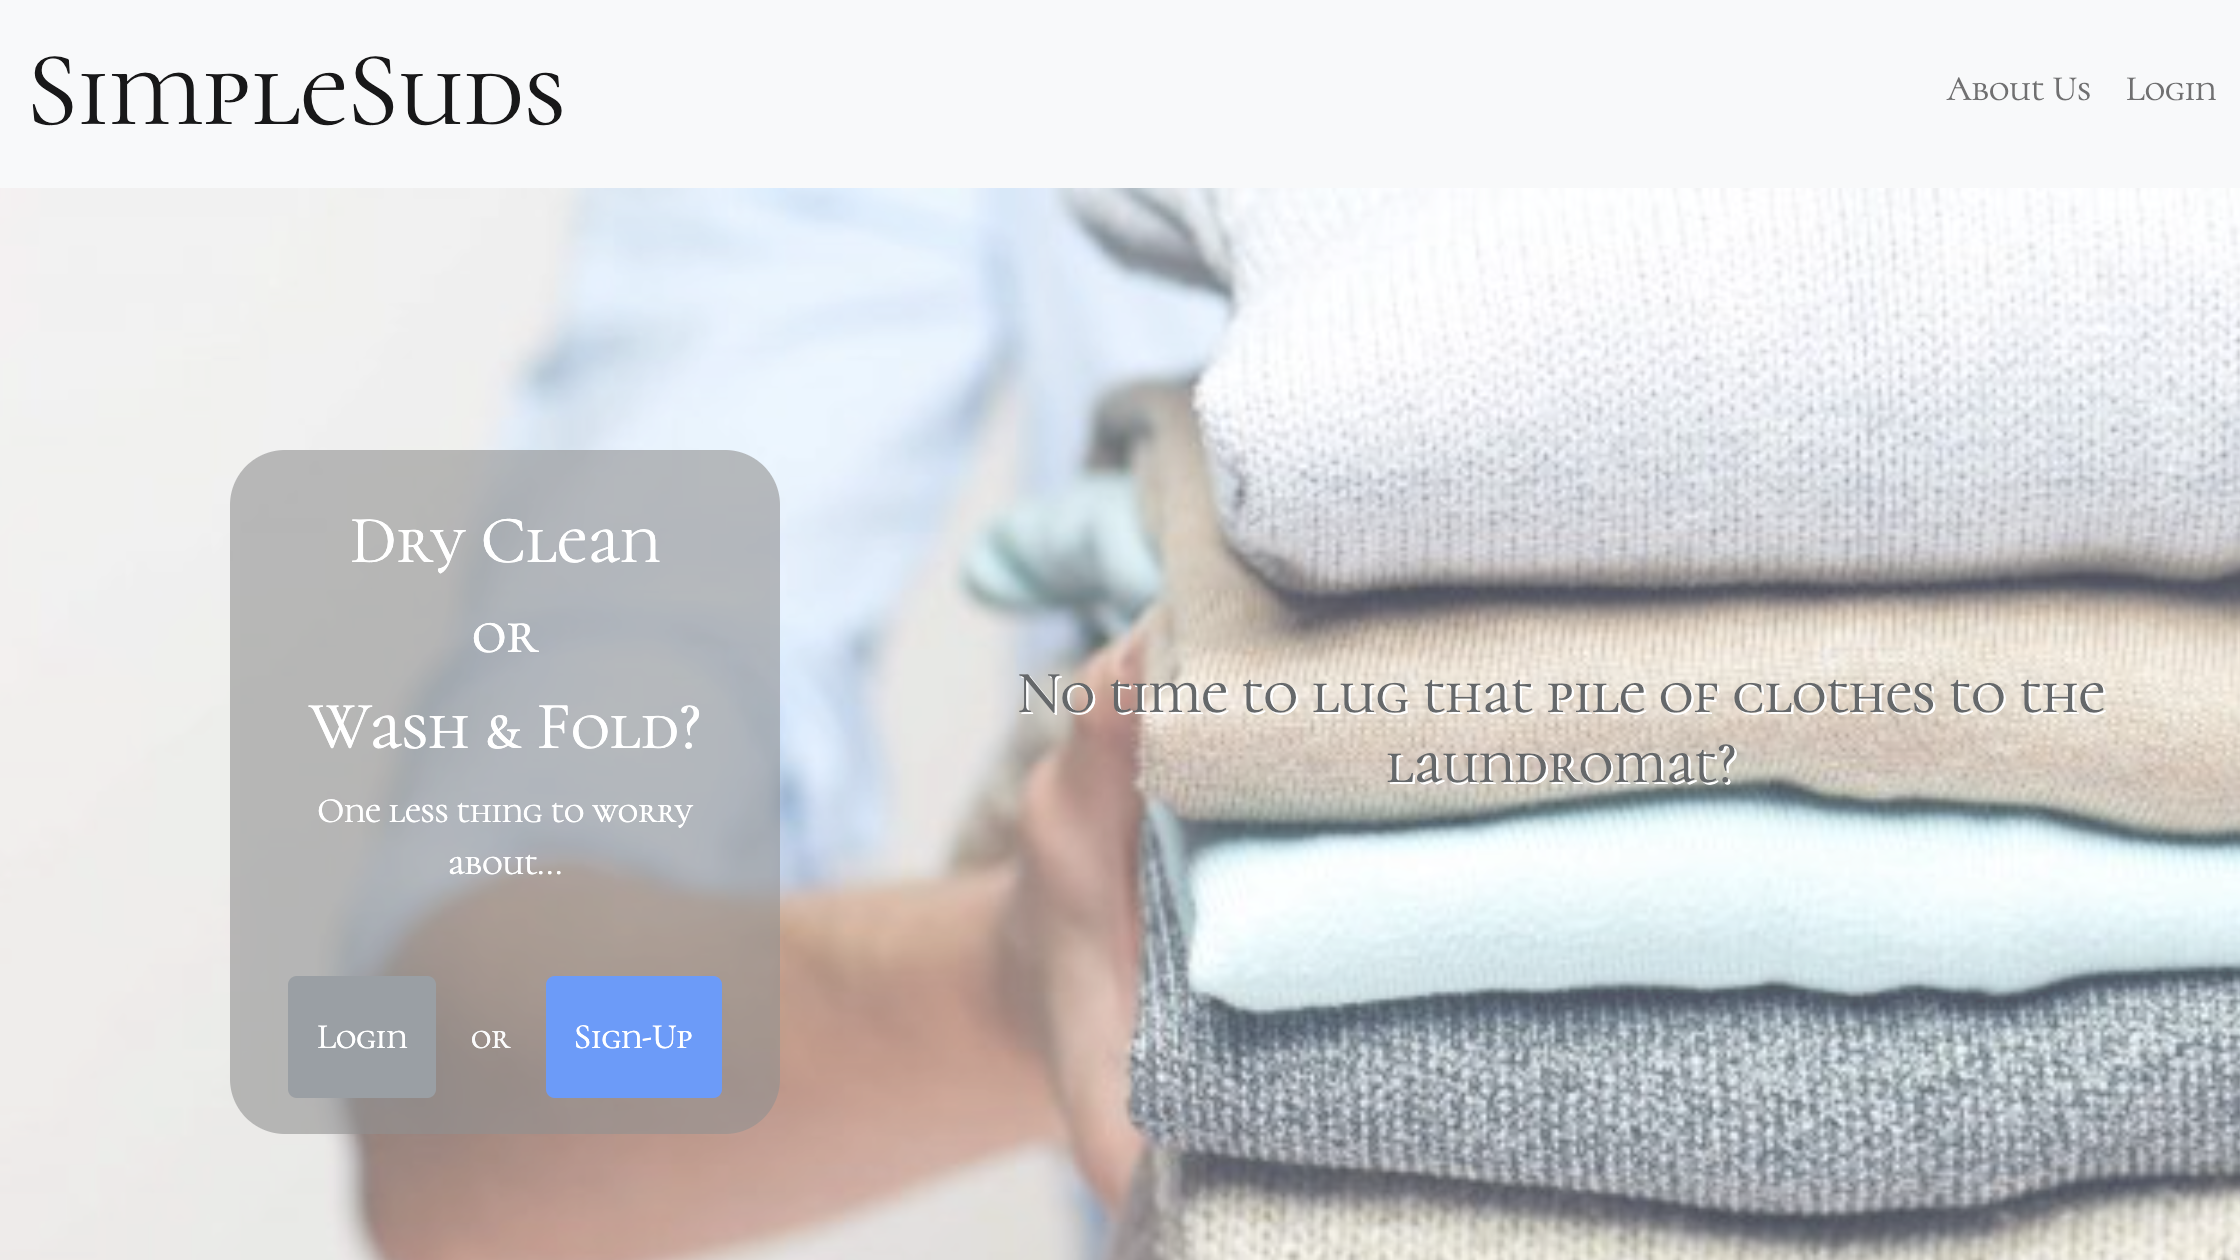 SimpleSuds
About Us
Login
Dry Clean
or
Wash & Fold?
One less thing to worry
about...
Login
or
Sign-Up
No time to lug that pile of clothes to the
laundromat?